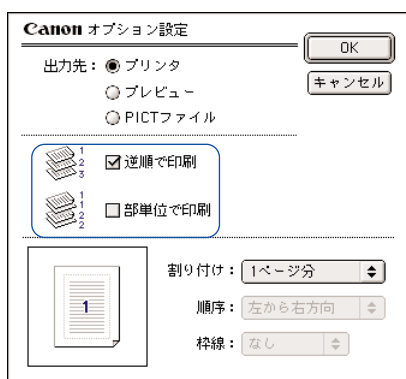 Canon オプション設定
OK
出力先： プリンタ
キャンセル
プレビュー
PICTファイル
1
2
3
逆順で印刷
1
1
2
2
部単位で印刷
割り付け： 1ページ分
1
順序： 左から右方向
枠線： なし